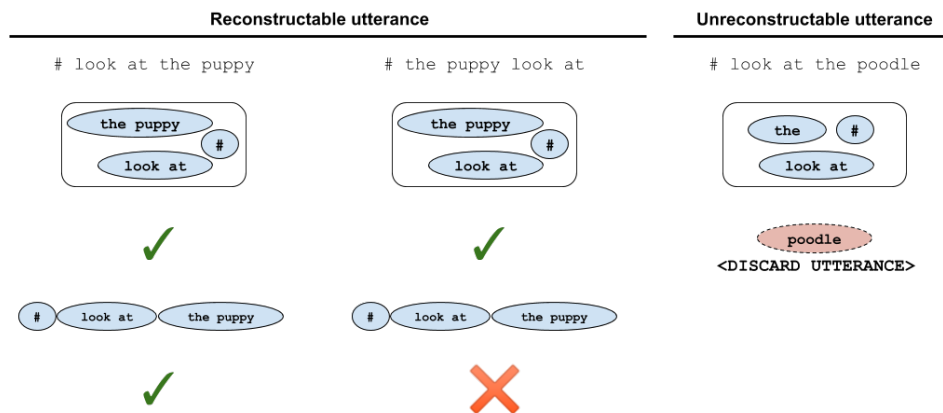 Reconstructable utterance
Unreconstructable utterance
# look at the puppy
# the puppy look at
# look at the poodle
the puppy
#
look at
the puppy
#
look at
the
#
look at
poodle
<DISCARD UTTERANCE>
# look at the puppy
# look at the puppy